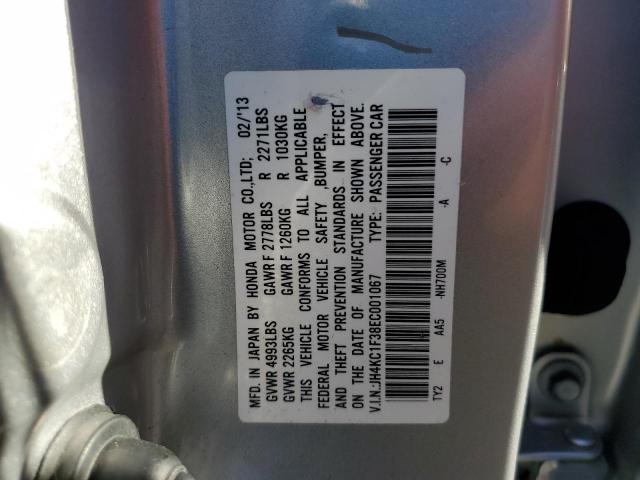 MFD. IN JAPAN BY HONDA MOTOR CO.,LTD; 02/'13
GVWR 4993LBS GAWR F 2778LBS R 2271LBS
GVWR 2265KG GAWR F 1260KG R 1030KG
THIS VEHICLE CONFORMS TO ALL APPLICABLE
FEDERAL MOTOR VEHICLE SAFETY ,BUMPER,
AND THEFT PREVENTION STANDARDS IN EFFECT
ON THE DATE OF MANUFACTURE SHOWN ABOVE.
V.I.N.:JH4KC1F38EC001067 TYPE: PASSENGER CAR
TY2 E AA5 -NH700M -A -C